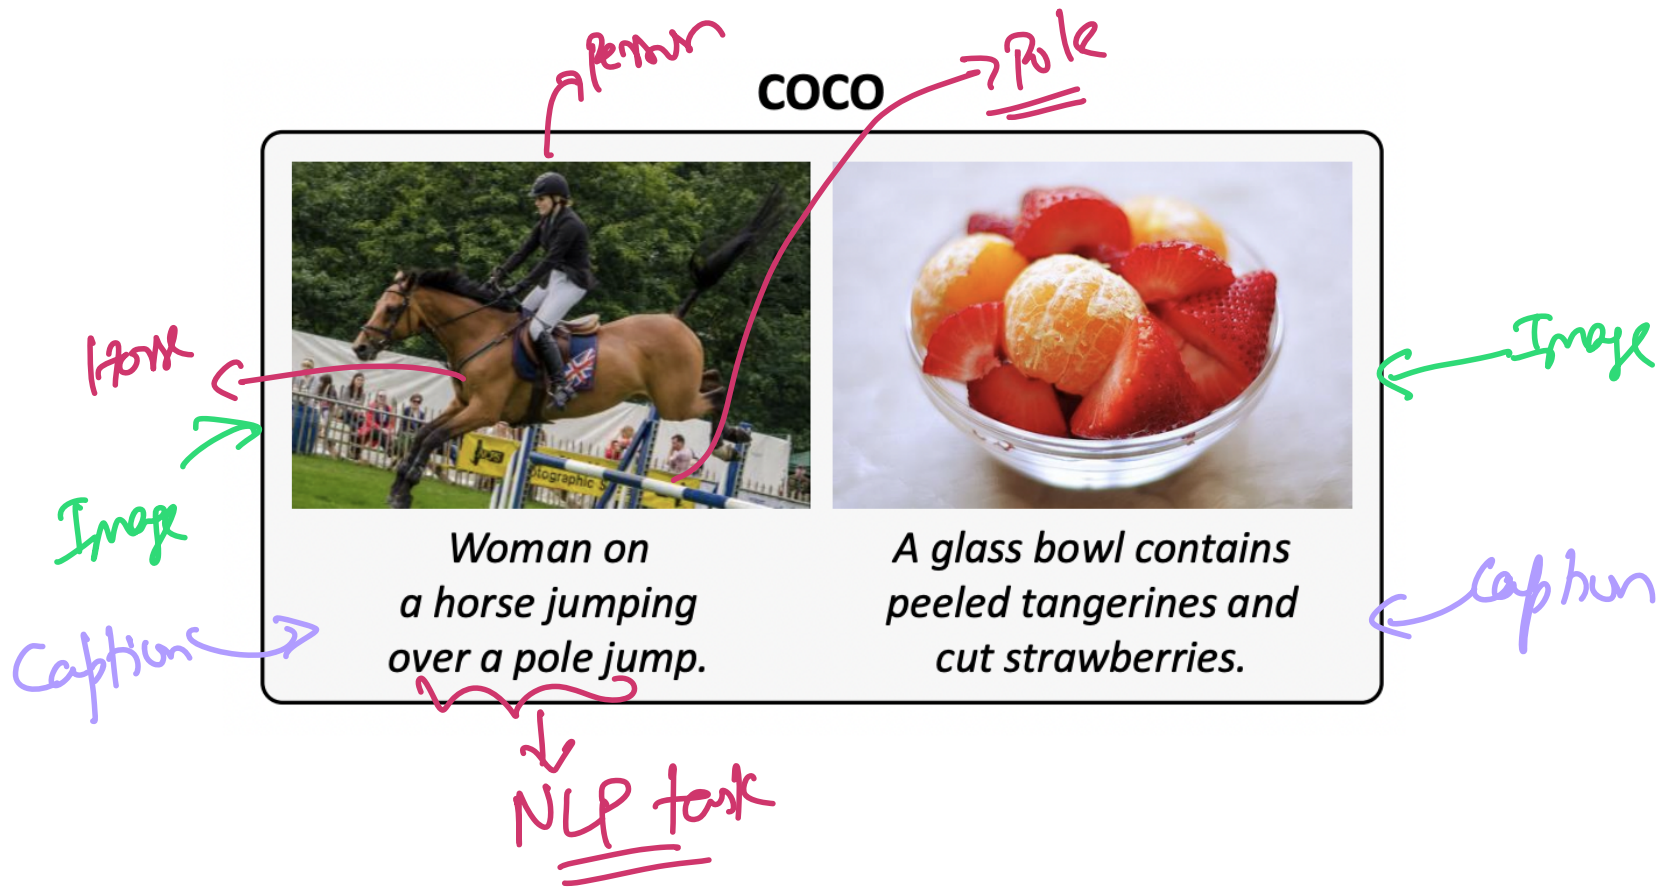 Person
Pole
COCO
Horse
Image
Image
otographic S
Woman on
a horse jumping
over a pole jump.
A glass bowl contains
peeled tangerines and
cut strawberries.
Caption
Caption
NLP task